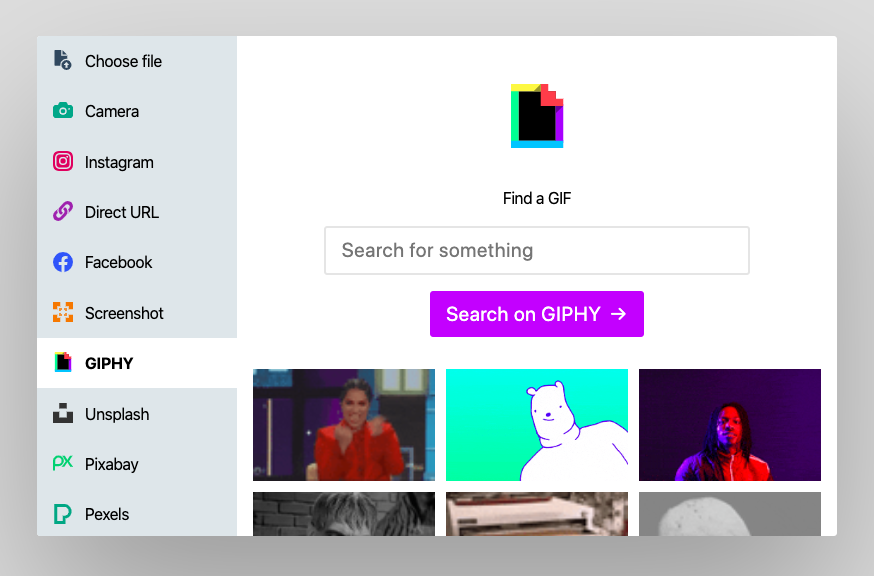 Choose file
Camera
Instagram
Direct URL
Facebook
Screenshot
GIPHY
Unsplash
Pixabay
Pexels
Find a GIF
Search for something
Search on GIPHY →